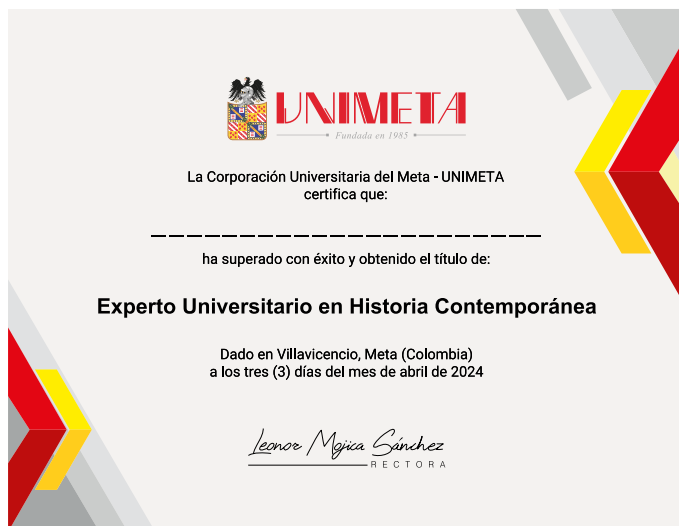 UNIMETA
Fundada en 1985
La Corporación Universitaria del Meta - UNIMETA
certifica que:
ha superado con éxito y obtenido el título de:
Experto Universitario en Historia Contemporánea
Dado en Villavicencio, Meta (Colombia)
a los tres (3) días del mes de abril de 2024
Leonor Mojica Sánchez
RECTORA